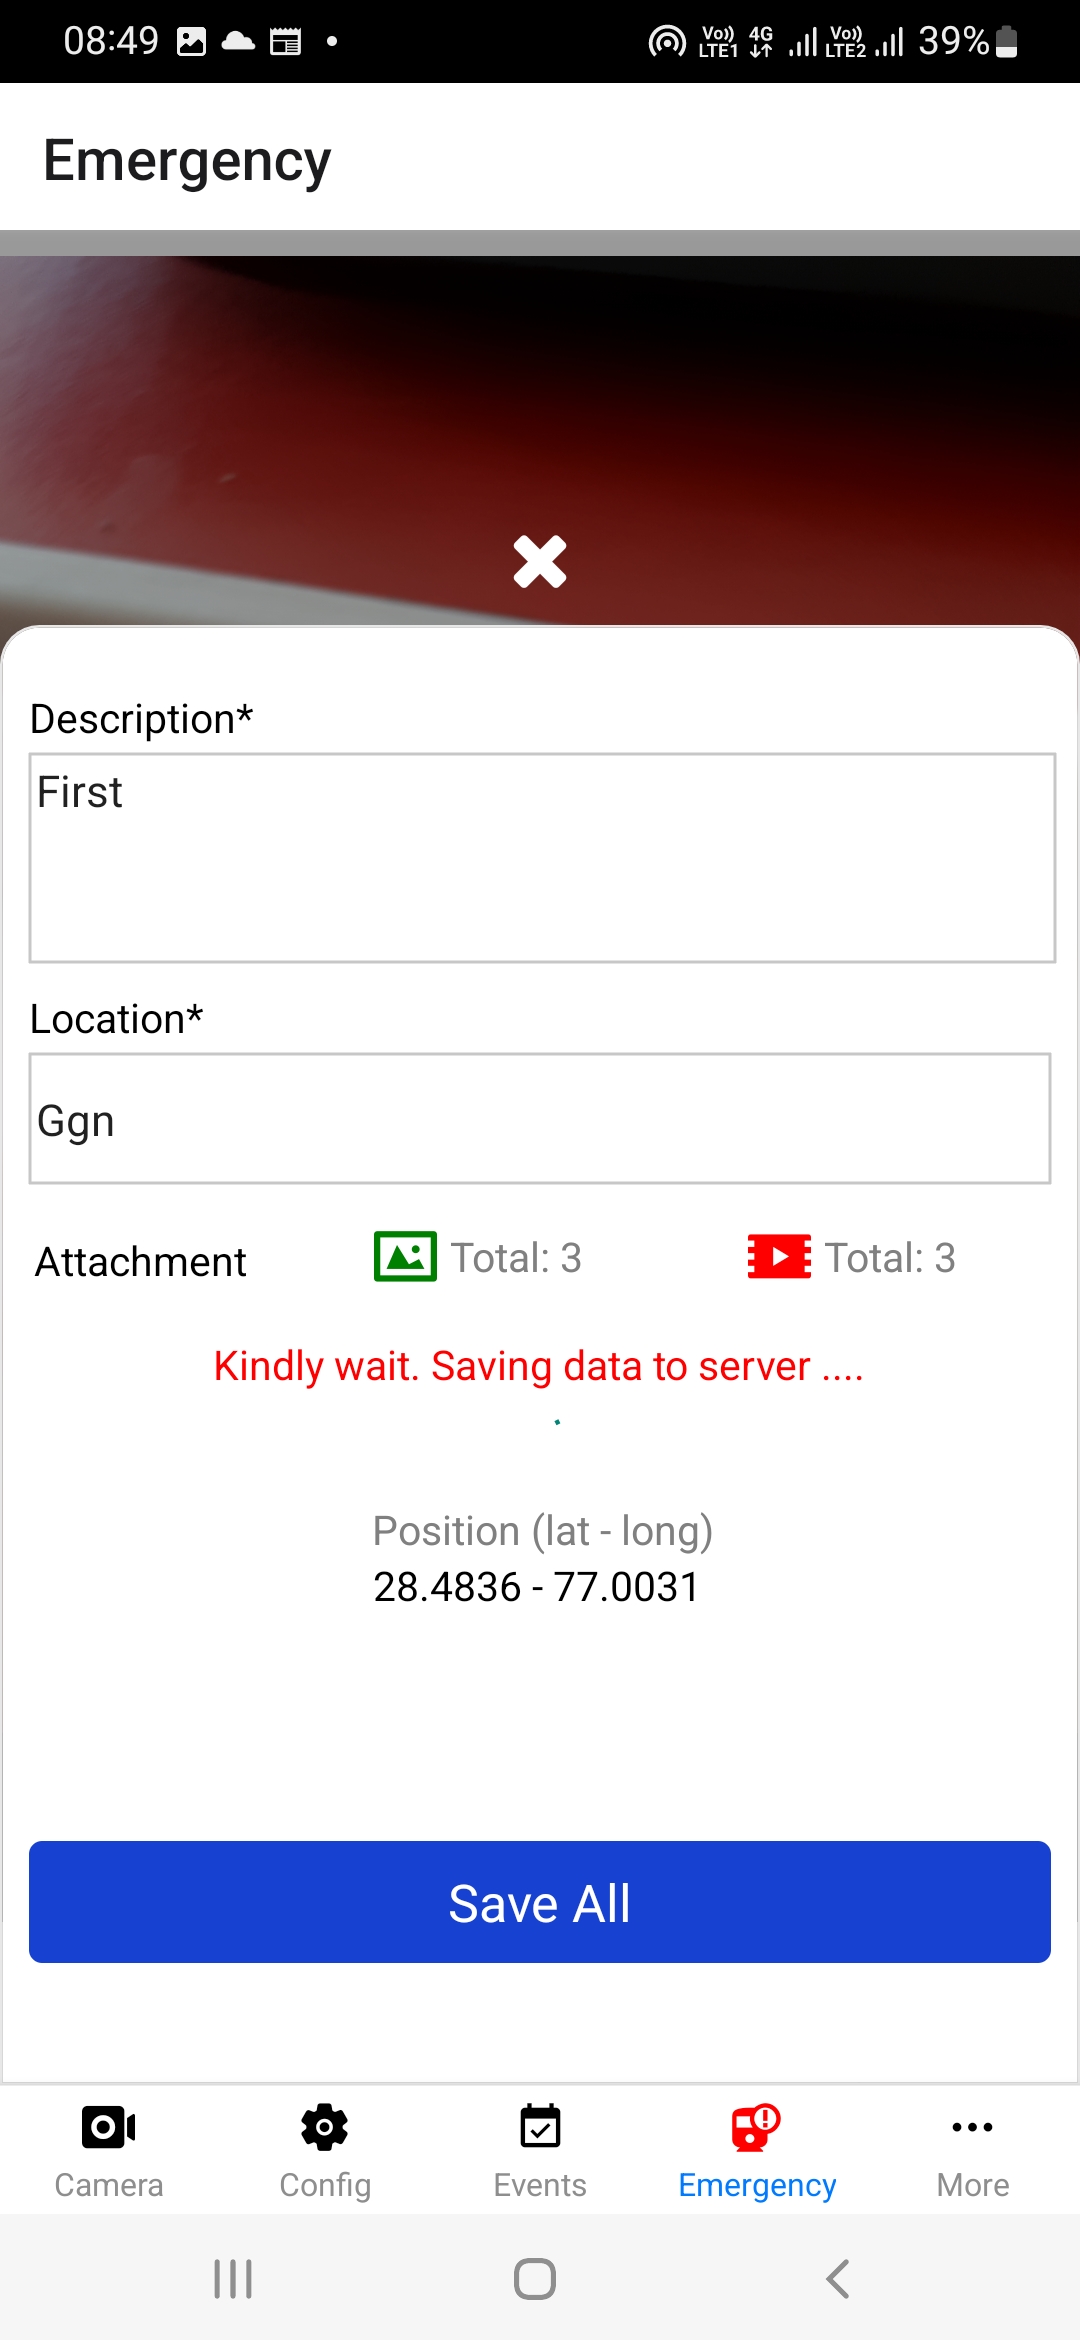 08:49 Vo)) LTE1 4G Vo)) LTE2 39%
Emergency
Description*
First
Location*
Ggn
Attachment Total: 3 Total: 3
Kindly wait. Saving data to server ....
Position (lat - long)
28.4836 - 77.0031
Save All
Camera Config Events Emergency More